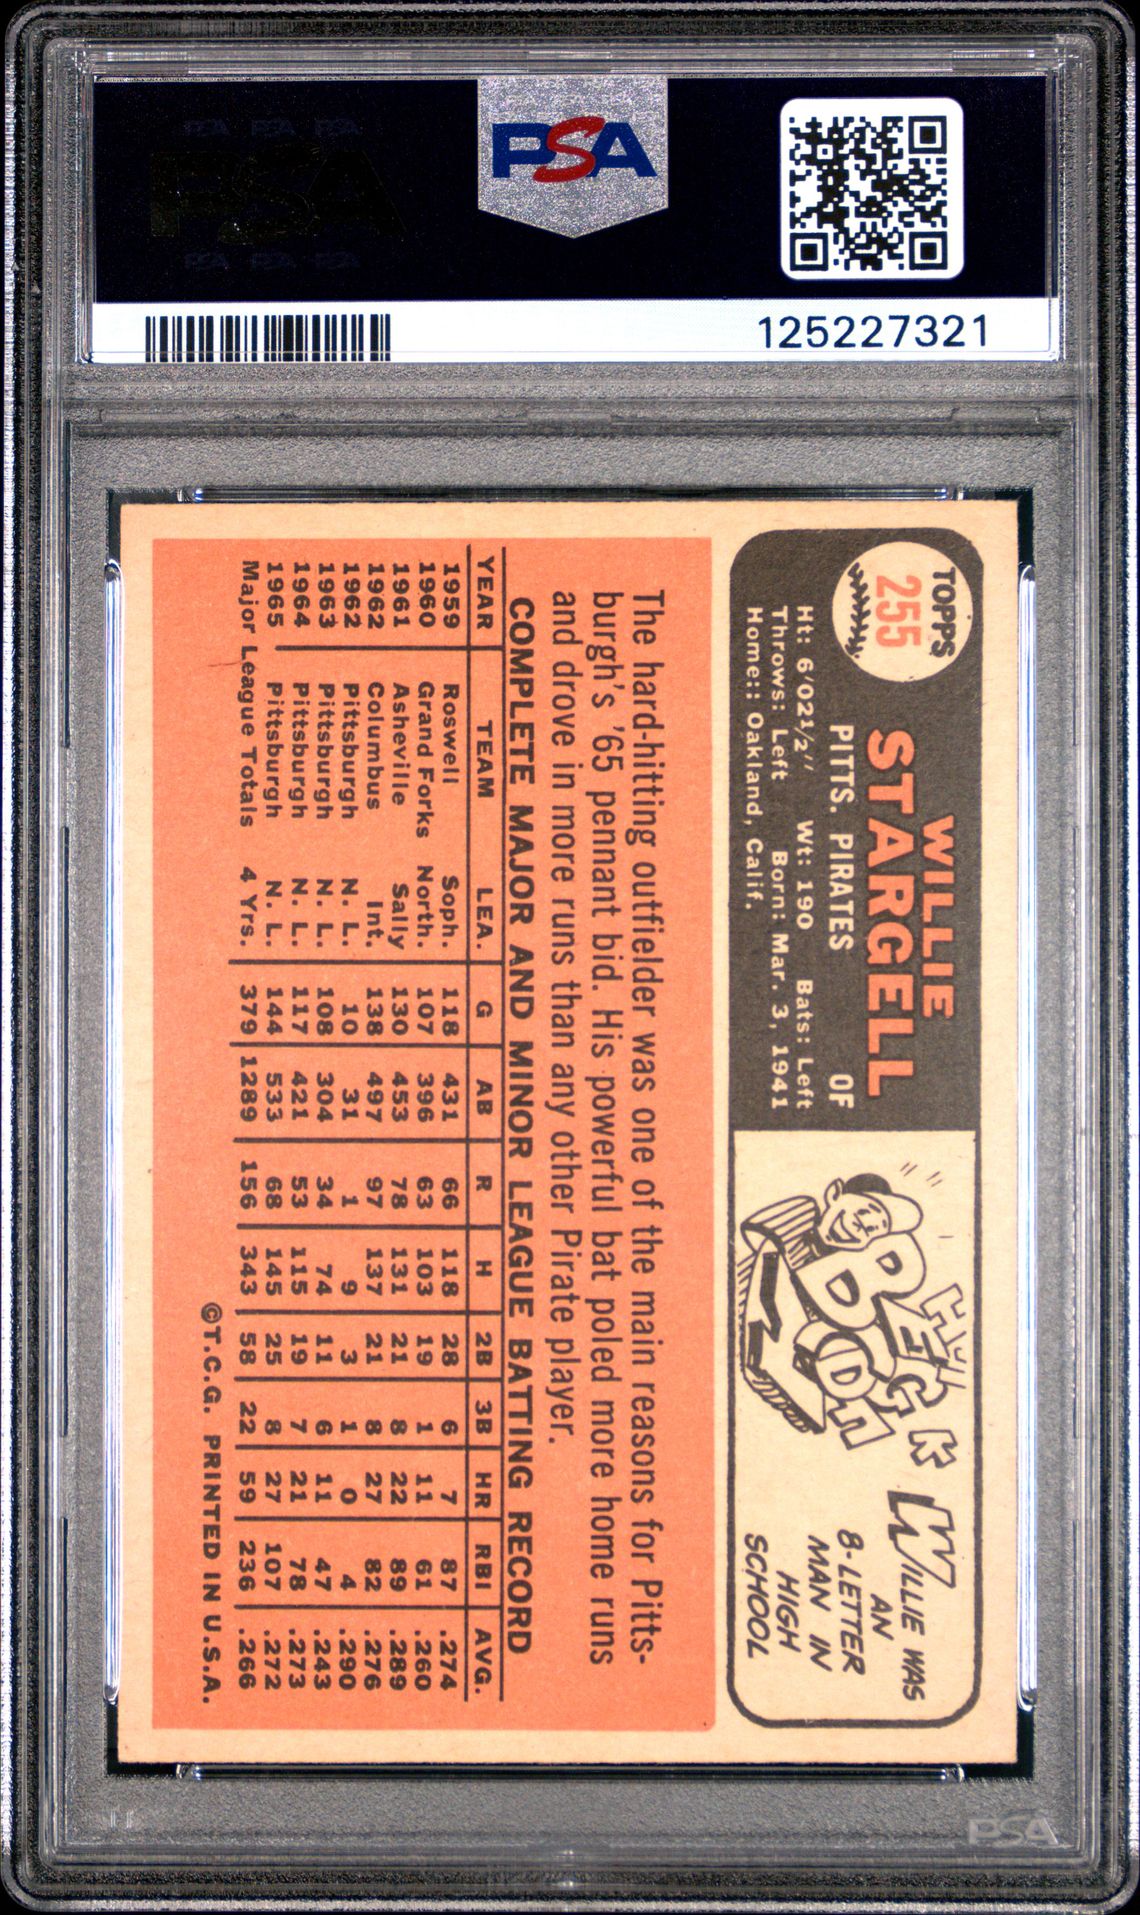 PSA
125227321
TOPPS
255
WILLIE
STARGELL
PITTS. PIRATES OF
Ht: 6'02½" Wt: 190 Bats: Left
Throws: Left Born: Mar. 3, 1941
Home:: Oakland, Calif.
WILLIE WAS
AN
8-LETTER
MAN IN
HIGH
SCHOOL
The hard-hitting outfielder was one of the main reasons for Pitts-
burgh's '65 pennant bid. His powerful bat poled more home runs
and drove in more runs than any other Pirate player.
COMPLETE MAJOR AND MINOR LEAGUE BATTING RECORD
YEAR TEAM LEA. G AB R H 2B 3B HR RBI AVG.
1959 Roswell Soph. 118 431 66 118 28 6 7 87 .274
1960 Grand Forks North. 107 396 63 103 19 1 11 61 .260
1961 Asheville Sally 130 453 78 131 21 8 22 89 .289
1962 Columbus Int. 138 497 97 137 21 8 27 82 .276
1962 Pittsburgh N. L. 10 31 1 9 3 1 0 4 .290
1963 Pittsburgh N. L. 108 304 34 74 11 6 11 47 .243
1964 Pittsburgh N. L. 117 421 53 115 19 7 21 78 .273
1965 Pittsburgh N. L. 144 533 68 145 25 8 27 107 .272
Major League Totals 4 Yrs. 379 1289 156 343 58 22 59 236 .266
©T.C.G. PRINTED IN U.S.A.
PSA